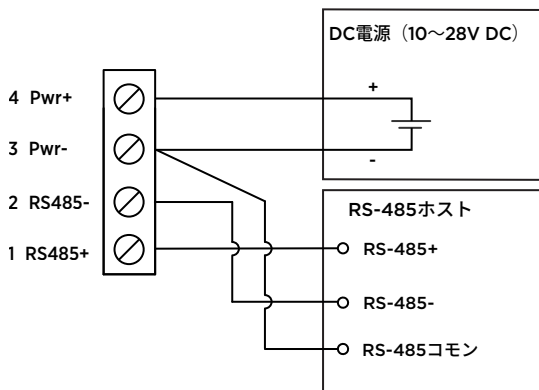 DC電源（10～28V DC）
+
-
4 Pwr+
3 Pwr-
2 RS485-
1 RS485+
RS-485ホスト
RS-485+
RS-485-
RS-485コモン